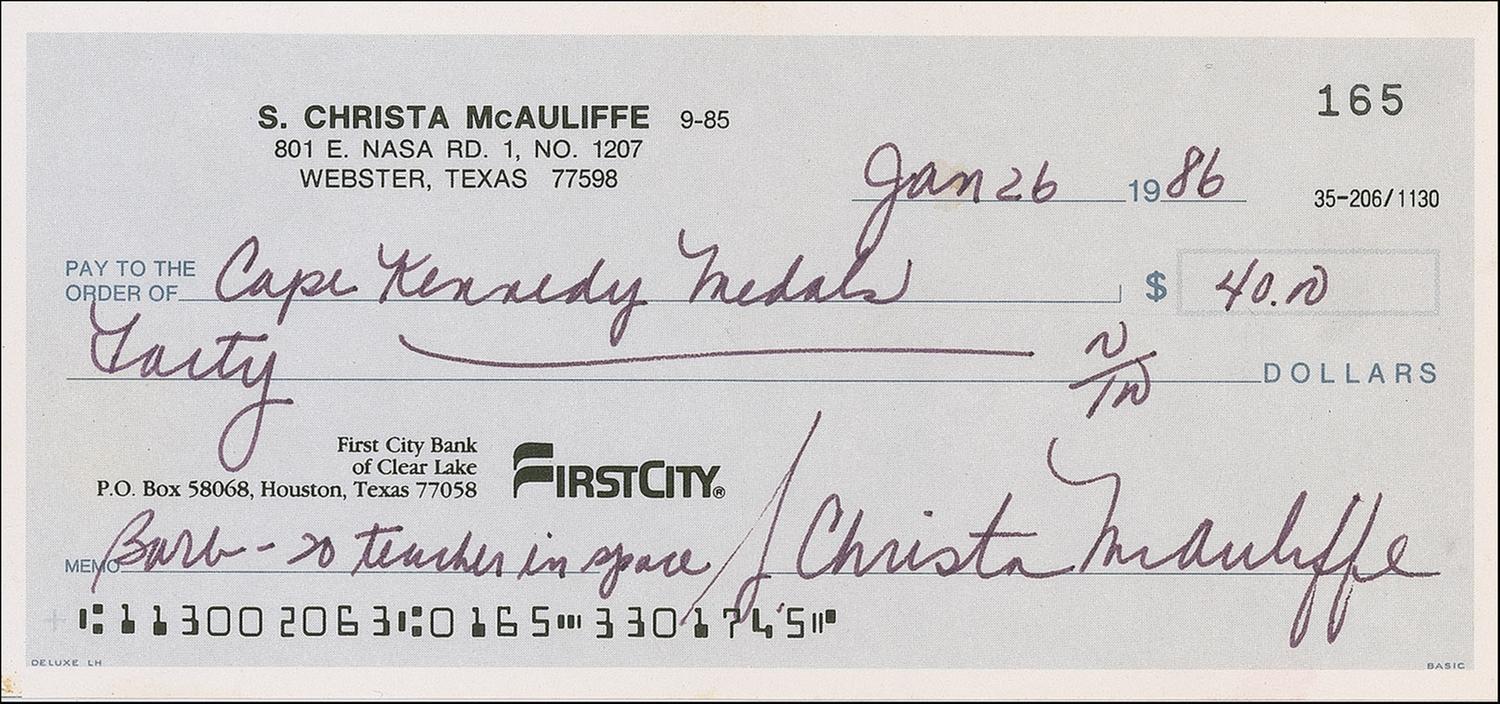 165
S. CHRISTA McAULIFFE 9-85
801 E. NASA RD. 1, NO. 1207
WEBSTER, TEXAS 77598
Jan 26 1986
35-206/1130
PAY TO THE
ORDER OF Cape Kennedy Medals $ 40.00
Forty 00/100 DOLLARS
First City Bank
of Clear Lake
P.O. Box 58068, Houston, Texas 77058
FIRSTCITY®
MEMO Barb - 20 teacher in space S Christa McAuliffe
⑆113002063⑆0165⑈3301745⑈
DELUXE LH BASIC